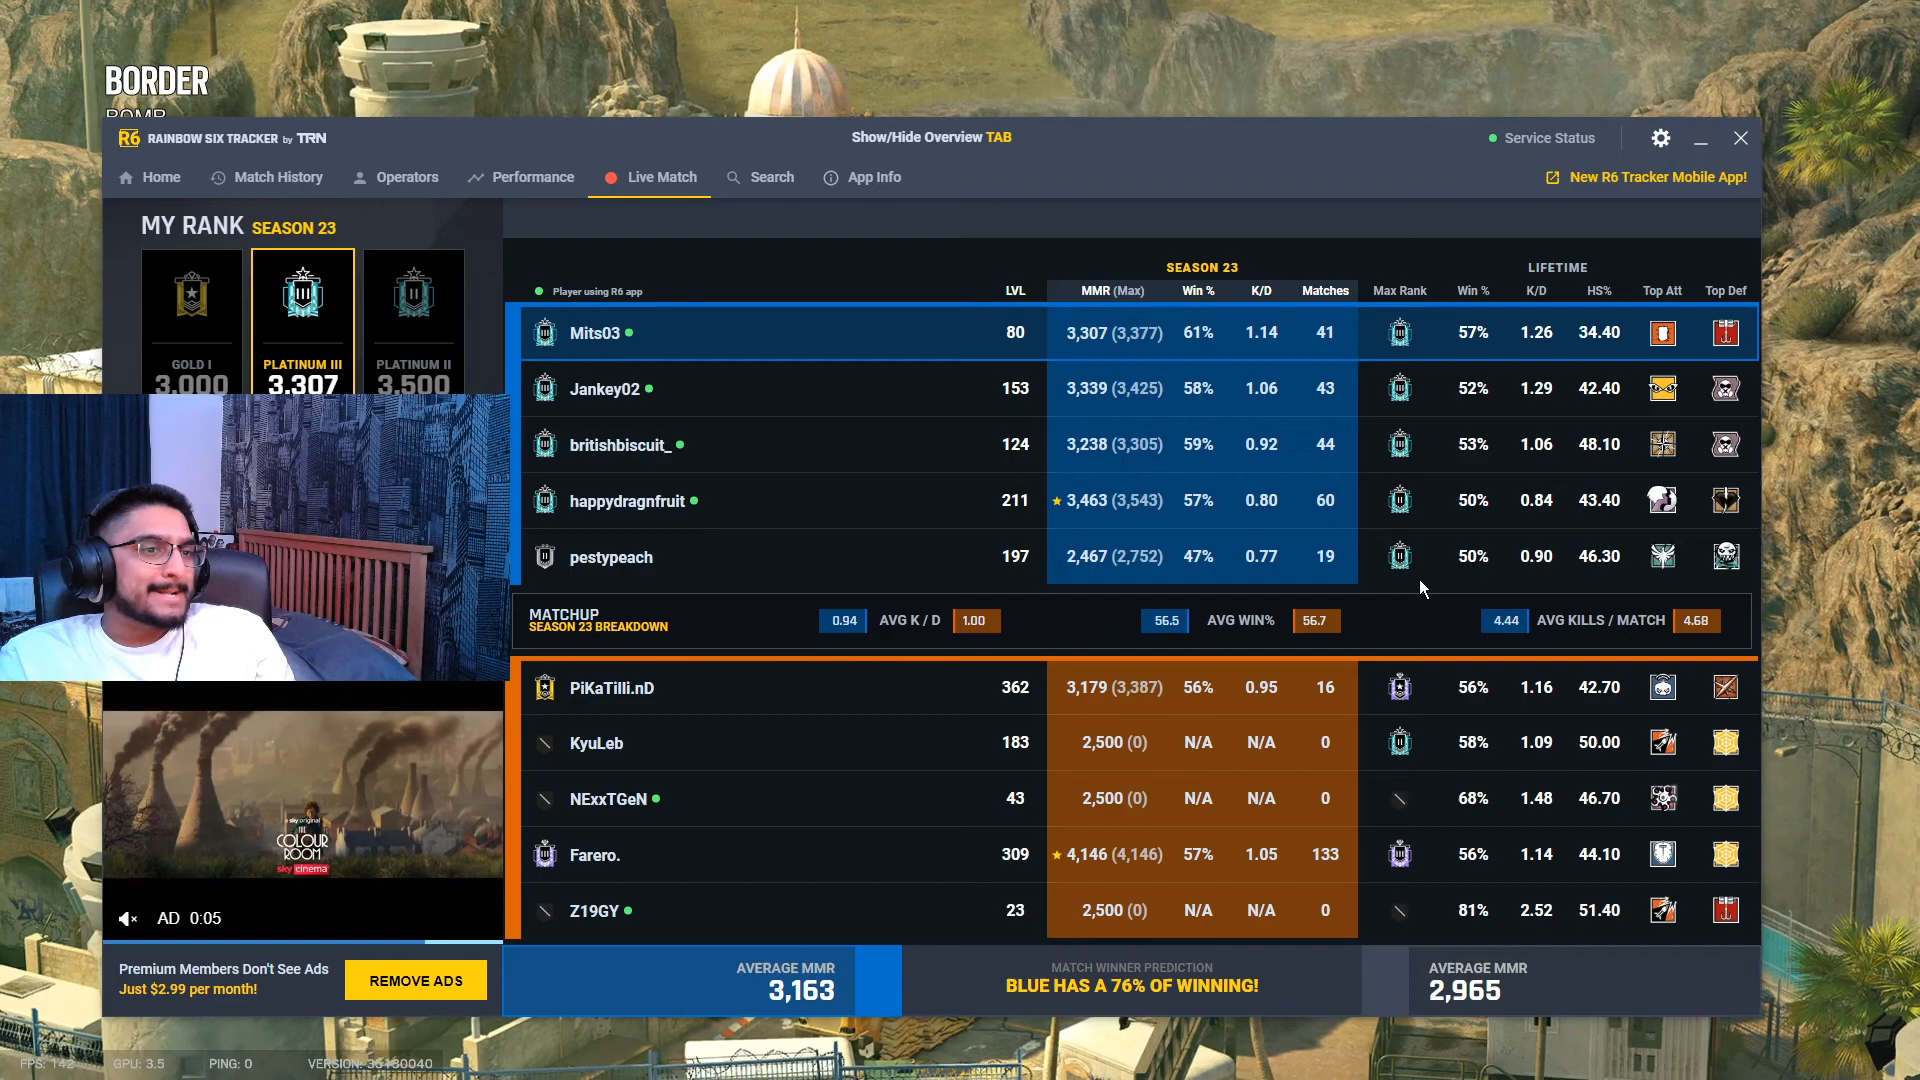 BORDER
BOMB
R6 RAINBOW SIX TRACKER by TRN
Show/Hide Overview TAB
Service Status
Home
Match History
Operators
Performance
Live Match
Search
App Info
New R6 Tracker Mobile App!
MY RANK SEASON 23
GOLD I
3,000
PLATINUM III
3,307
PLATINUM II
3,500
SEASON 23
LIFETIME
Player using R6 app LVL MMR (Max) Win % K/D Matches Max Rank Win % K/D HS% Top Att Top Def
Mits03 80 3,307 (3,377) 61% 1.14 41 57% 1.26 34.40
Jankey02 153 3,339 (3,425) 58% 1.06 43 52% 1.29 42.40
britishbiscuit_ 124 3,238 (3,305) 59% 0.92 44 53% 1.06 48.10
happydragnfruit 211 3,463 (3,543) 57% 0.80 60 50% 0.84 43.40
pestypeach 197 2,467 (2,752) 47% 0.77 19 50% 0.90 46.30
MATCHUP
SEASON 23 BREAKDOWN
0.94 AVG K / D 1.00
56.5 AVG WIN% 56.7
4.44 AVG KILLS / MATCH 4.68
PiKaTilli.nD 362 3,179 (3,387) 56% 0.95 16 56% 1.16 42.70
KyuLeb 183 2,500 (0) N/A N/A 0 58% 1.09 50.00
NExxTGeN 43 2,500 (0) N/A N/A 0 68% 1.48 46.70
Farero. 309 4,146 (4,146) 57% 1.05 133 56% 1.14 44.10
Z19GY 23 2,500 (0) N/A N/A 0 81% 2.52 51.40
a sky original
THE
COLOUR
ROOM
sky cinema
AD 0:05
Premium Members Don't See Ads
Just $2.99 per month!
REMOVE ADS
AVERAGE MMR
3,163
MATCH WINNER PREDICTION
BLUE HAS A 76% OF WINNING!
AVERAGE MMR
2,965
FPS: 142 GPU: 3.5 PING: 0 VERSION: 35130040